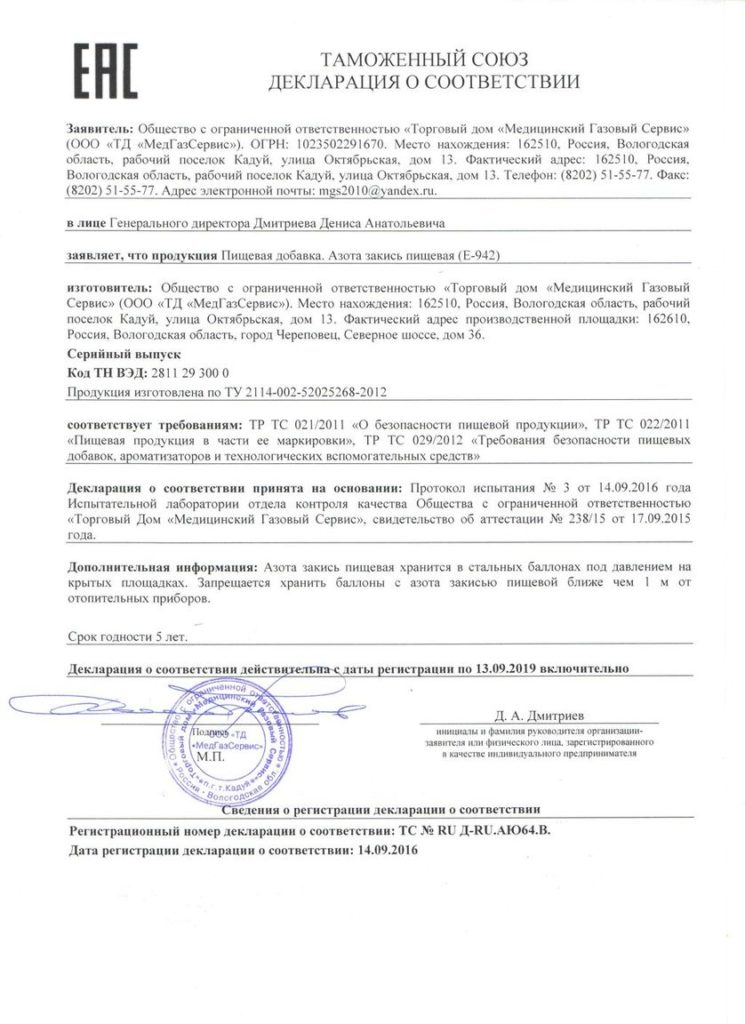 ЕАС
ТАМОЖЕННЫЙ СОЮЗ
ДЕКЛАРАЦИЯ О СООТВЕТСТВИИ
Заявитель: Общество с ограниченной ответственностью «Торговый дом «Медицинский Газовый Сервис»
(ООО «ТД «МедГазСервис»). ОГРН: 1023502291670. Место нахождения: 162510, Россия, Вологодская
область, рабочий поселок Кадуй, улица Октябрьская, дом 13. Фактический адрес: 162510, Россия,
Вологодская область, рабочий поселок Кадуй, улица Октябрьская, дом 13. Телефон: (8202) 51-55-77. Факс:
(8202) 51-55-77. Адрес электронной почты: mgs2010@yandex.ru.
в лице Генерального директора Дмитриева Дениса Анатольевича
заявляет, что продукция Пищевая добавка. Азота закись пищевая (Е-942)
изготовитель: Общество с ограниченной ответственностью «Торговый дом «Медицинский Газовый
Сервис» (ООО «ТД «МедГазСервис»). Место нахождения: 162510, Россия, Вологодская область, рабочий
поселок Кадуй, улица Октябрьская, дом 13. Фактический адрес производственной площадки: 162610,
Россия, Вологодская область, город Череповец, Северное шоссе, дом 36.
Серийный выпуск
Код ТН ВЭД: 2811 29 300 0
Продукция изготовлена по ТУ 2114-002-52025268-2012
соответствует требованиям: ТР ТС 021/2011 «О безопасности пищевой продукции», ТР ТС 022/2011
«Пищевая продукция в части ее маркировки», ТР ТС 029/2012 «Требования безопасности пищевых
добавок, ароматизаторов и технологических вспомогательных средств»
Декларация о соответствии принята на основании: Протокол испытания № 3 от 14.09.2016 года
Испытательной лаборатории отдела контроля качества Общества с ограниченной ответственностью
«Торговый Дом «Медицинский Газовый Сервис», свидетельство об аттестации № 238/15 от 17.09.2015
года.
Дополнительная информация: Азота закись пищевая хранится в стальных баллонах под давлением на
крытых площадках. Запрещается хранить баллоны с азота закисью пищевой ближе чем 1 м от
отопительных приборов.
Срок годности 5 лет.
Декларация о соответствии действительна с даты регистрации по 13.09.2019 включительно
Общество с ограниченной ответственностью
Торговый дом «Медицинский Газовый Сервис»
Россия - Вологодская обл.
п.г.т.Кадуй
Подпись
ООО «ТД
«МедГазСервис»
М.П.
Д. А. Дмитриев
инициалы и фамилия руководителя организации-
заявителя или физического лица, зарегистрированного
в качестве индивидуального предпринимателя
Сведения о регистрации декларации о соответствии
Регистрационный номер декларации о соответствии: ТС № RU Д-RU.АЮ64.В.
Дата регистрации декларации о соответствии: 14.09.2016